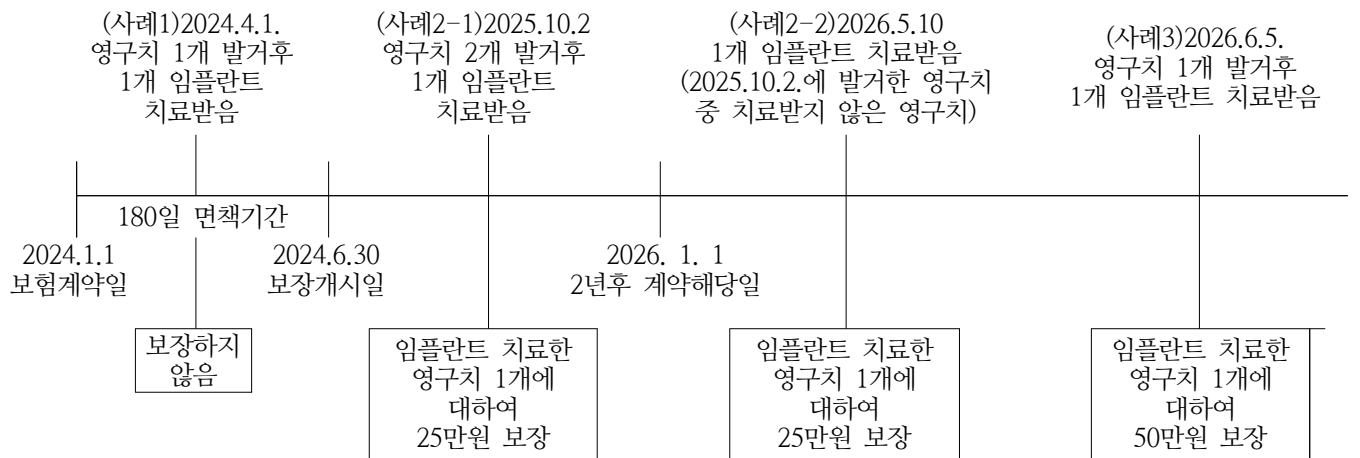 (사례1)2024.4.1.
영구치 1개 발거후
1개 임플란트
치료받음
(사례2-1)2025.10.2
영구치 2개 발거후
1개 임플란트
치료받음
(사례2-2)2026.5.10
1개 임플란트 치료받음
(2025.10.2.에 발거한 영구치
중 치료받지 않은 영구치)
(사례3)2026.6.5.
영구치 1개 발거후
1개 임플란트 치료받음
180일 면책기간
2024.1.1
보험계약일
2024.6.30
보장개시일
2026. 1. 1
2년후 계약해당일
보장하지
않음
임플란트 치료한
영구치 1개에
대하여
25만원 보장
임플란트 치료한
영구치 1개에
대하여
25만원 보장
임플란트 치료한
영구치 1개에
대하여
50만원 보장